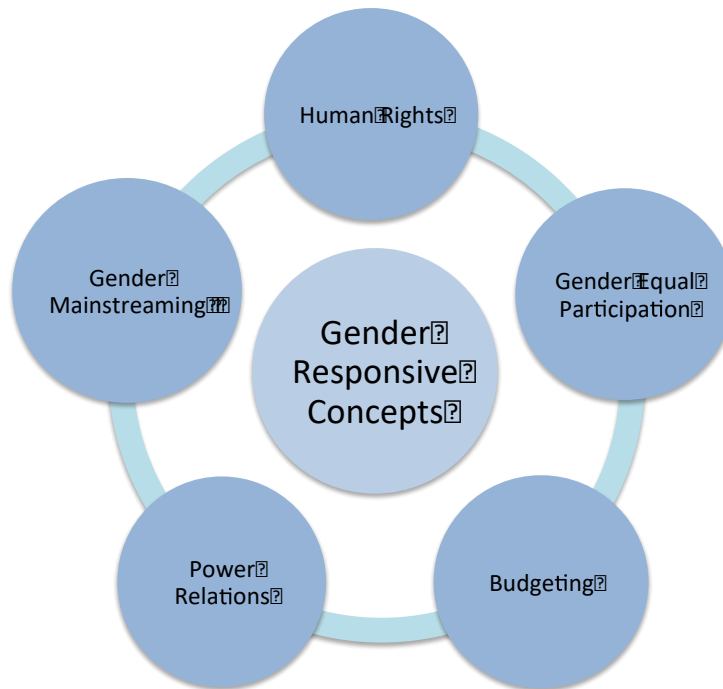 Human Rights
Gender
Mainstreaming
Gender Equal
Participation
Gender
Responsive
Concepts
Power
Relations
Budgeting